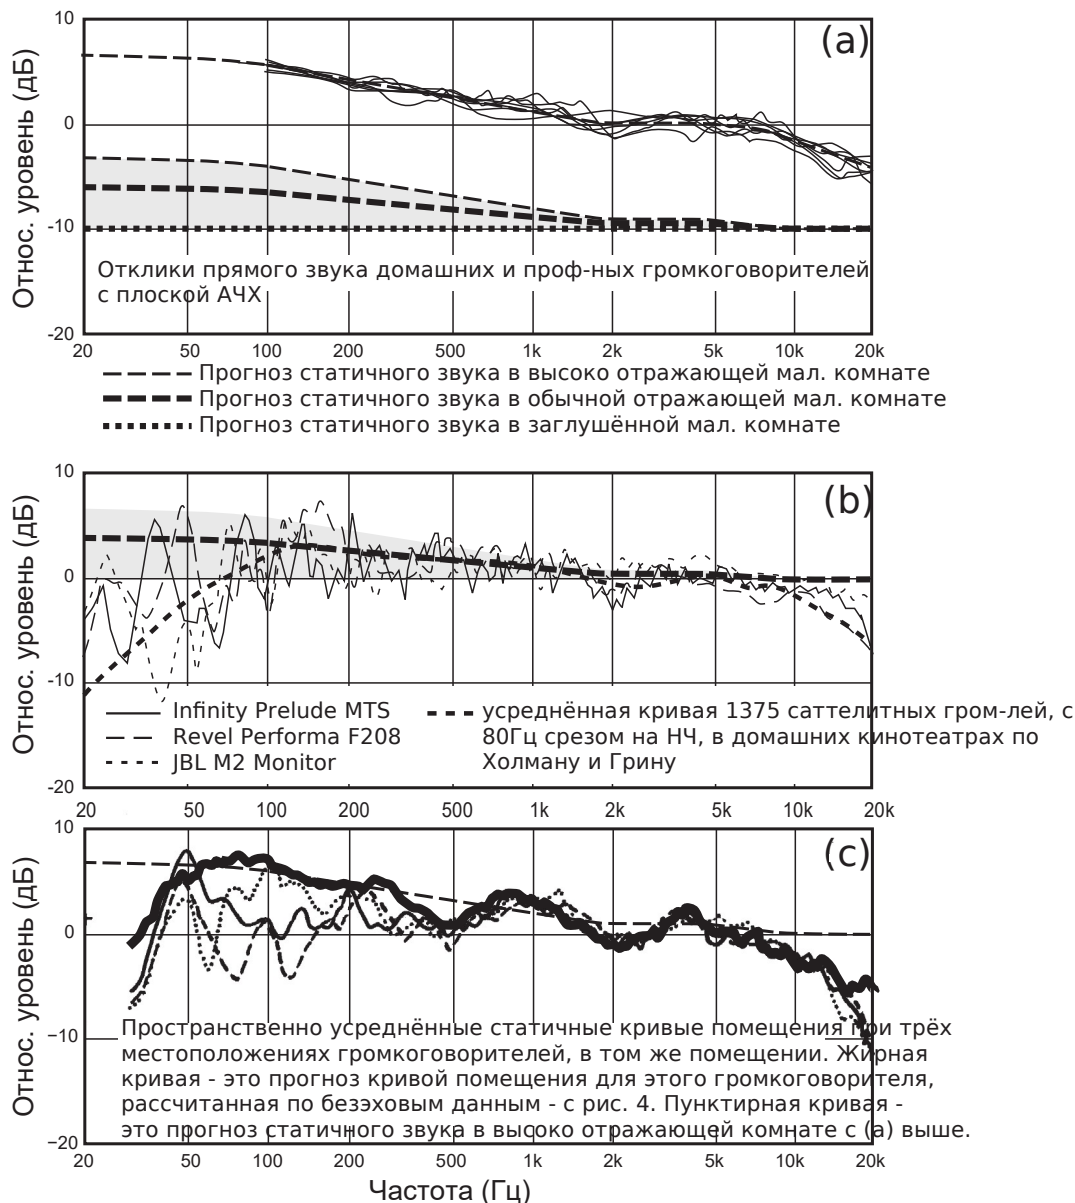 10
(a)
0
-10
-20
Относ. уровень (дБ)
Отклики прямого звука домашних и проф-ных громкоговорителей
с плоской АЧХ
20 50 100 200 500 1k 2k 5k 10k 20k
Прогноз статичного звука в высоко отражающей мал. комнате
Прогноз статичного звука в обычной отражающей мал. комнате
Прогноз статичного звука в заглушённой мал. комнате
10
(b)
0
-10
-20
Относ. уровень (дБ)
Infinity Prelude MTS
Revel Performa F208
JBL M2 Monitor
усреднённая кривая 1375 саттелитных гром-лей, с
80Гц срезом на НЧ, в домашних кинотеатрах по
Холману и Грину
20 50 100 200 500 1k 2k 5k 10k 20k
10
(c)
0
−10
−20
Относ. уровень (дБ)
Пространственно усреднённые статичные кривые помещения при трёх
местоположениях громкоговорителей, в том же помещении. Жирная
кривая - это прогноз кривой помещения для этого громкоговорителя,
рассчитанная по безэховым данным - с рис. 4. Пунктирная кривая -
это прогноз статичного звука в высоко отражающей комнате с (a) выше.
20 50 100 200 500 1k 2k 5k 10k 20k
Частота (Гц)